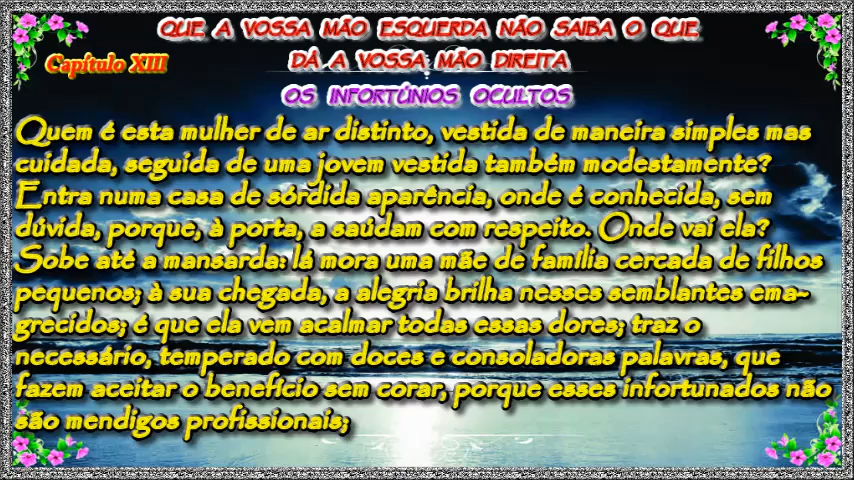 QUE A VOSSA MÃO ESQUERDA NÃO SAIBA O QUE
DÁ A VOSSA MÃO DIREITA
Capítulo XIII
OS INFORTÚNIOS OCULTOS
Quem é esta mulher de ar distinto, vestida de maneira simples mas
cuidada, seguida de uma jovem vestida também modestamente?
Entra numa casa de sórdida aparência, onde é conhecida, sem
dúvida, porque, à porta, a saúdam com respeito. Onde vai ela?
Sobe até a mansarda: lá mora uma mãe de família cercada de filhos
pequenos; à sua chegada, a alegria brilha nesses semblantes ema-
grecidos; é que ela vem acalmar todas essas dores; traz o
necessário, temperado com doces e consoladoras palavras, que
fazem aceitar o benefício sem corar, porque esses infortunados não
são mendigos profissionais;